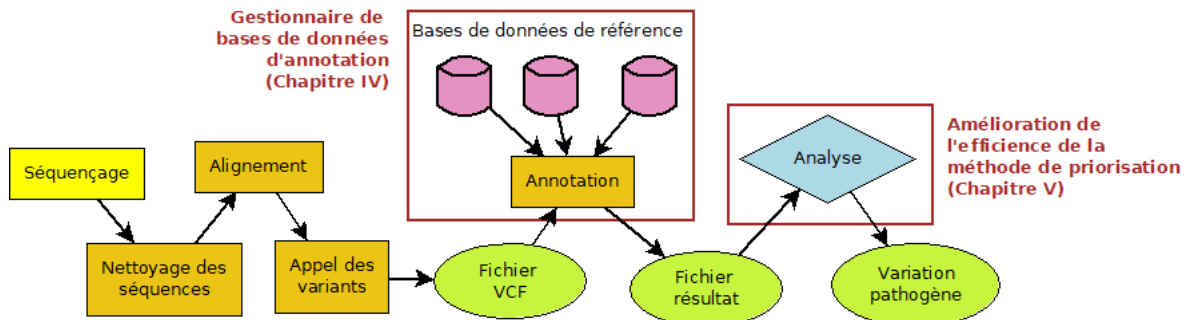 Gestionnaire de
bases de données
d'annotation
(Chapitre IV)
Bases de données de référence
Séquençage
Alignement
Annotation
Analyse
Amélioration de
l'efficience de la
méthode de priorisation
(Chapitre V)
Nettoyage des
séquences
Appel des
variants
Fichier
VCF
Fichier
résultat
Variation
pathogène